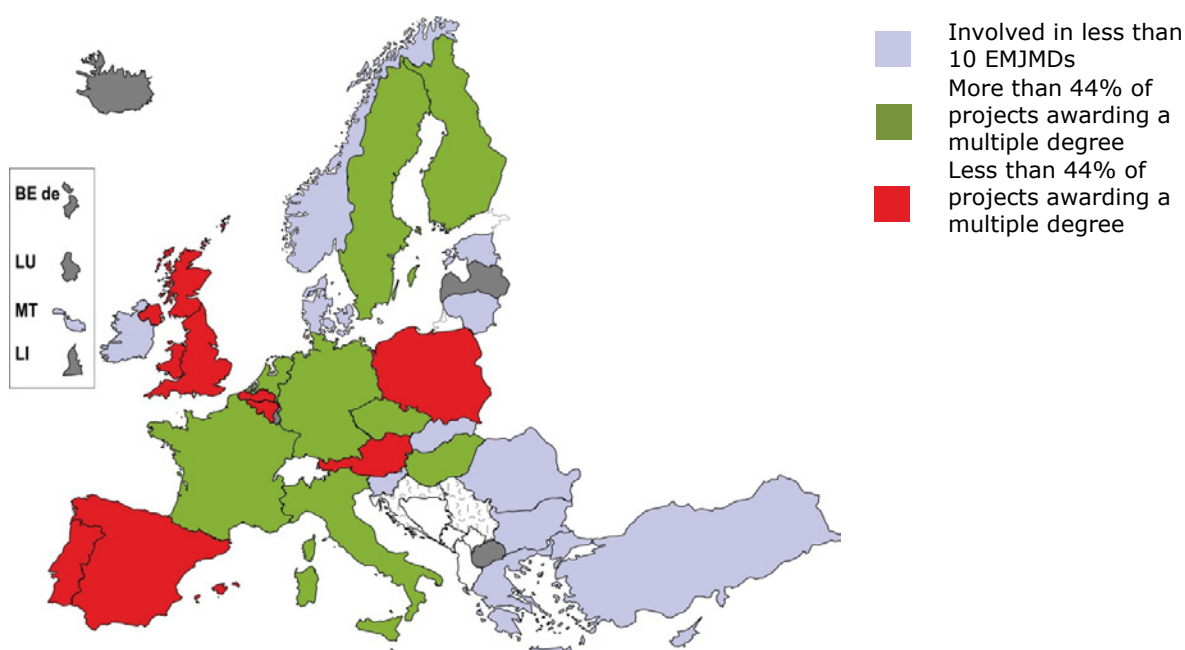 Involved in less than
10 EMJMDs
More than 44% of
projects awarding a
multiple degree
Less than 44% of
projects awarding a
multiple degree
BE de
LU
MT
LI